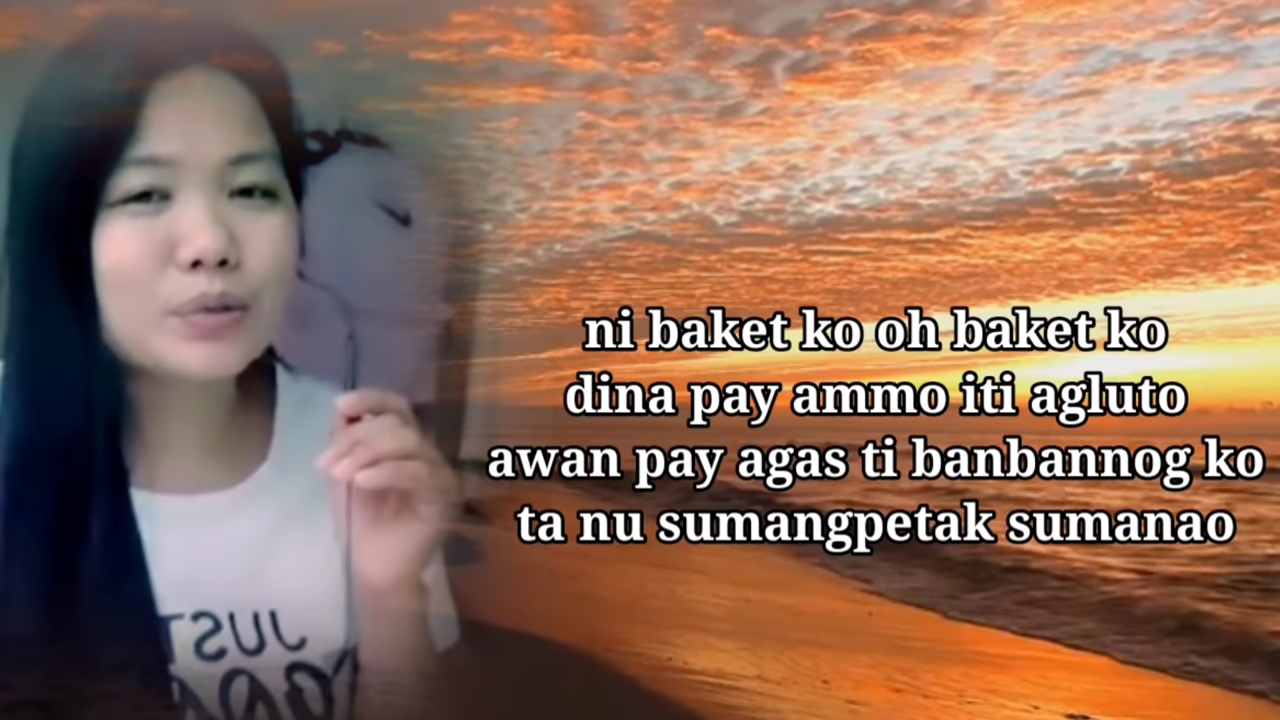 ni baket ko oh baket ko
dina pay ammo iti agluto
awan pay agas ti banbannog ko
ta nu sumangpetak sumanao
JUST